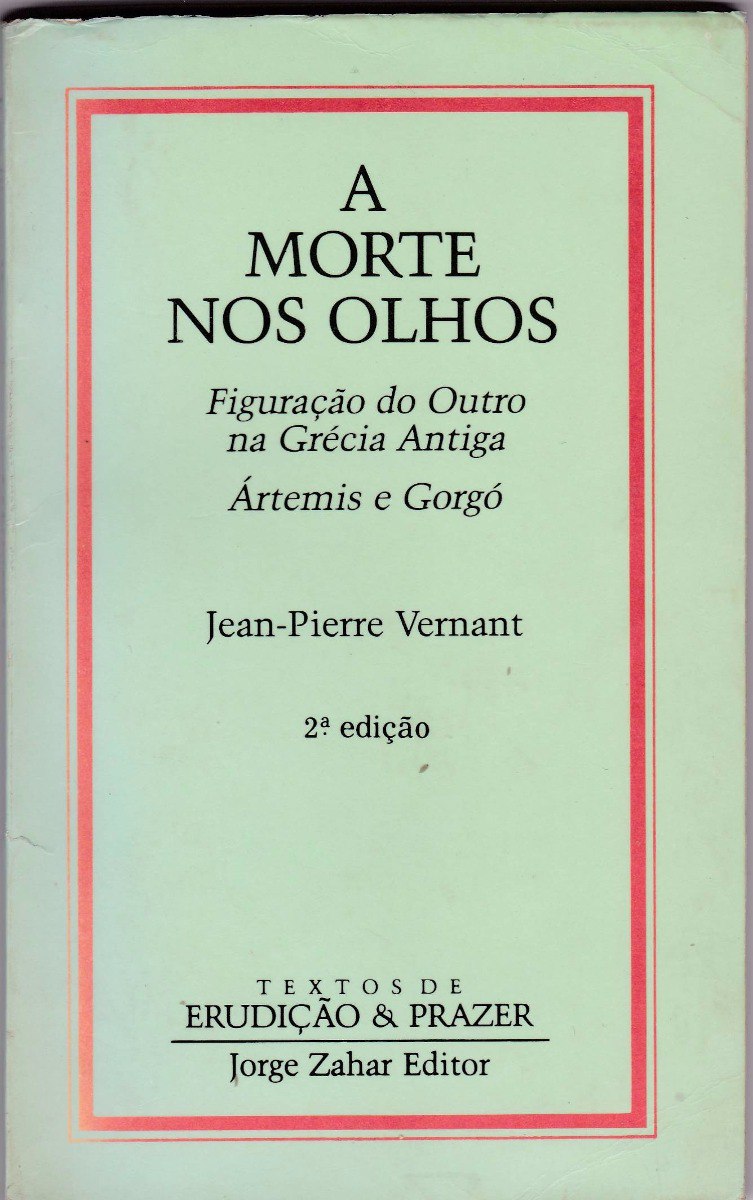 A
MORTE
NOS OLHOS
Figuração do Outro
na Grécia Antiga
Ártemis e Gorgó
Jean-Pierre Vernant
2ª edição
TEXTOS DE
ERUDIÇÃO & PRAZER
Jorge Zahar Editor